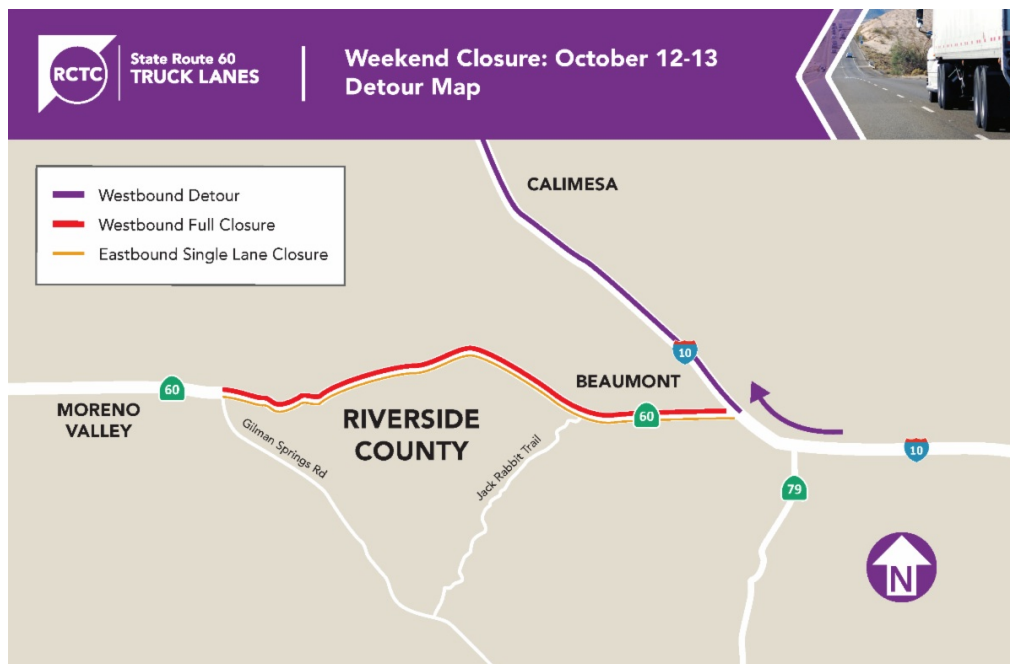 RCTC
State Route 60
TRUCK LANES
Weekend Closure: October 12-13
Detour Map
Westbound Detour
Westbound Full Closure
Eastbound Single Lane Closure
CALIMESA
10
BEAUMONT
60
MORENO
VALLEY
RIVERSIDE
COUNTY
60
Gilman Springs Rd
Jack Rabbit Trail
10
79
N